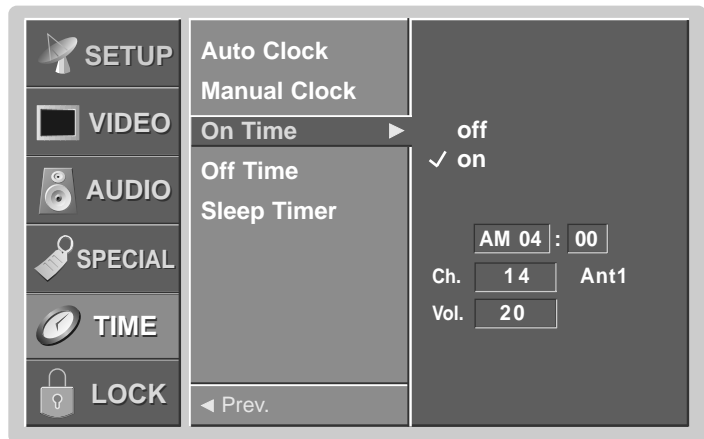 SETUP
VIDEO
AUDIO
SPECIAL
TIME
LOCK
Auto Clock
Manual Clock
On Time ►
Off Time
Sleep Timer
◄ Prev.
off
✓ on
AM 04 : 00
Ch. 14 Ant1
Vol. 20